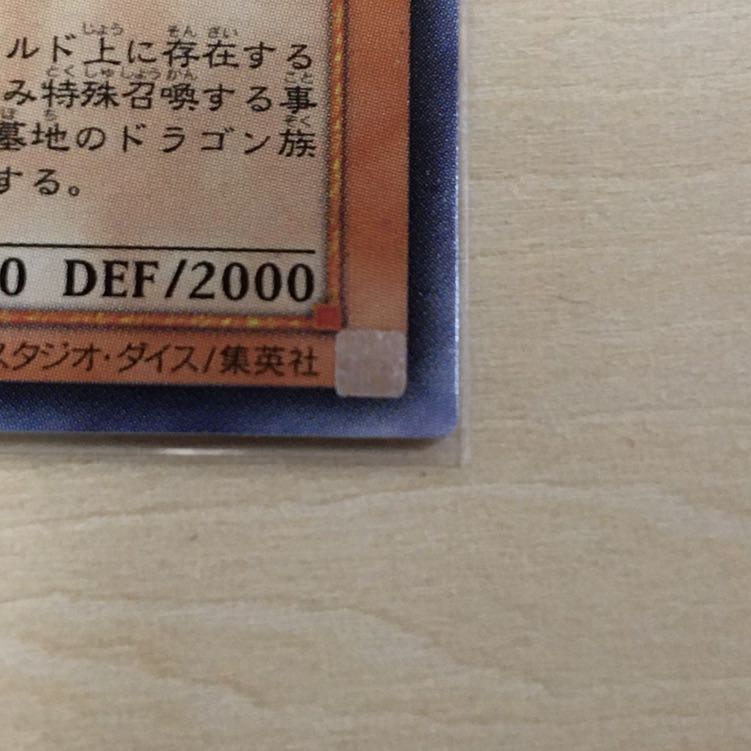 ルド上に存在する
み特殊召喚する事
墓地のドラゴン族
する。
0 DEF/2000
スタジオ・ダイス/集英社